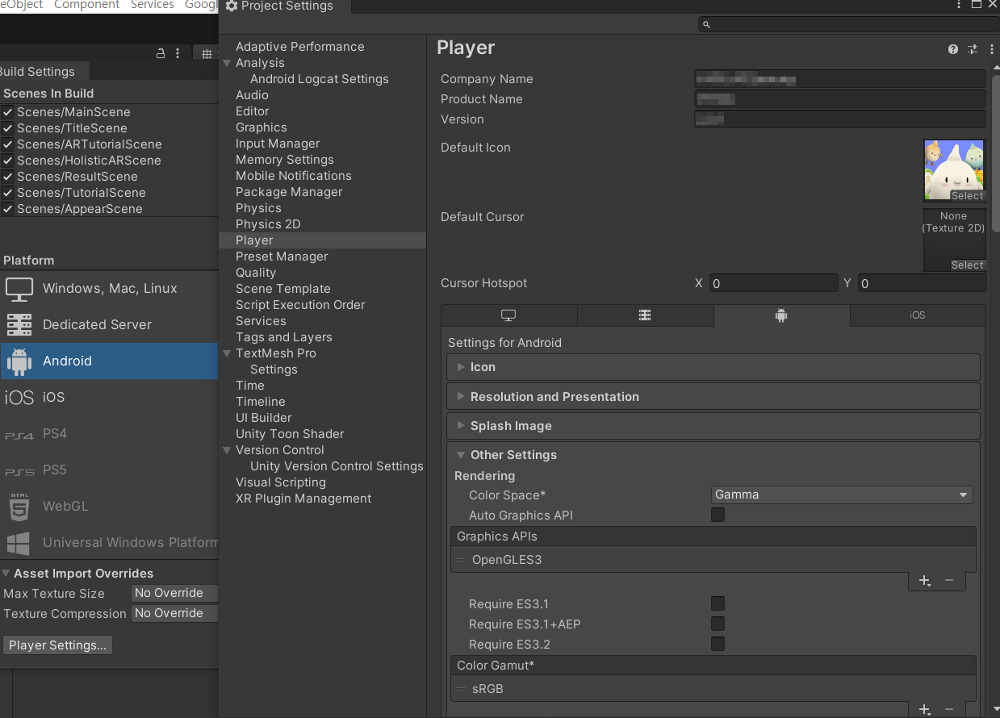 eObject Component Services Googl
Project Settings
Build Settings
Scenes In Build
Scenes/MainScene
Scenes/TitleScene
Scenes/ARTutorialScene
Scenes/HolisticARScene
Scenes/ResultScene
Scenes/TutorialScene
Scenes/AppearScene
Platform
Windows, Mac, Linux
Dedicated Server
Android
iOS iOS
PS4 PS4
PS5 PS5
HTML
5 WebGL
Universal Windows Platform
Asset Import Overrides
Max Texture Size No Override
Texture Compression No Override
Player Settings...
Adaptive Performance
Analysis
Android Logcat Settings
Audio
Editor
Graphics
Input Manager
Memory Settings
Mobile Notifications
Package Manager
Physics
Physics 2D
Player
Preset Manager
Quality
Scene Template
Script Execution Order
Services
Tags and Layers
TextMesh Pro
Settings
Time
Timeline
UI Builder
Unity Toon Shader
Version Control
Unity Version Control Settings
Visual Scripting
XR Plugin Management
Player
Company Name
Product Name
Version
Default Icon
Select
Default Cursor
None
(Texture 2D)
Select
Cursor Hotspot X 0 Y 0
iOS
Settings for Android
Icon
Resolution and Presentation
Splash Image
Other Settings
Rendering
Color Space* Gamma
Auto Graphics API
Graphics APIs
OpenGLES3
Require ES3.1
Require ES3.1+AEP
Require ES3.2
Color Gamut*
sRGB